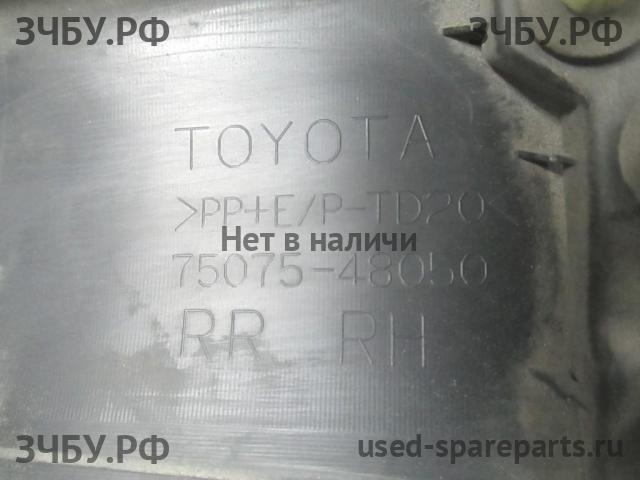 ЗЧБУ.РФ
ЗЧБУ.РФ
TOYOTA
>PP+E/P-TD20<
Нет в наличи
75075-48050
RR RH
ЗЧБУ.РФ
used-spareparts.ru